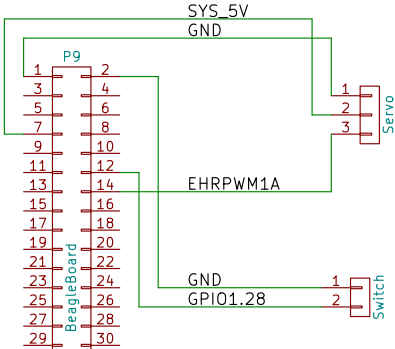 SYS_5V
GND
P9
1 2
3 4
5 6
7 8
9 10
11 12
13 14
15 16
17 18
19 20
21 22
23 24
25 26
27 28
29 30
BeagleBoard
1
2
3
Servo
EHRPWM1A
GND
GPIO1.28
1
2
Switch